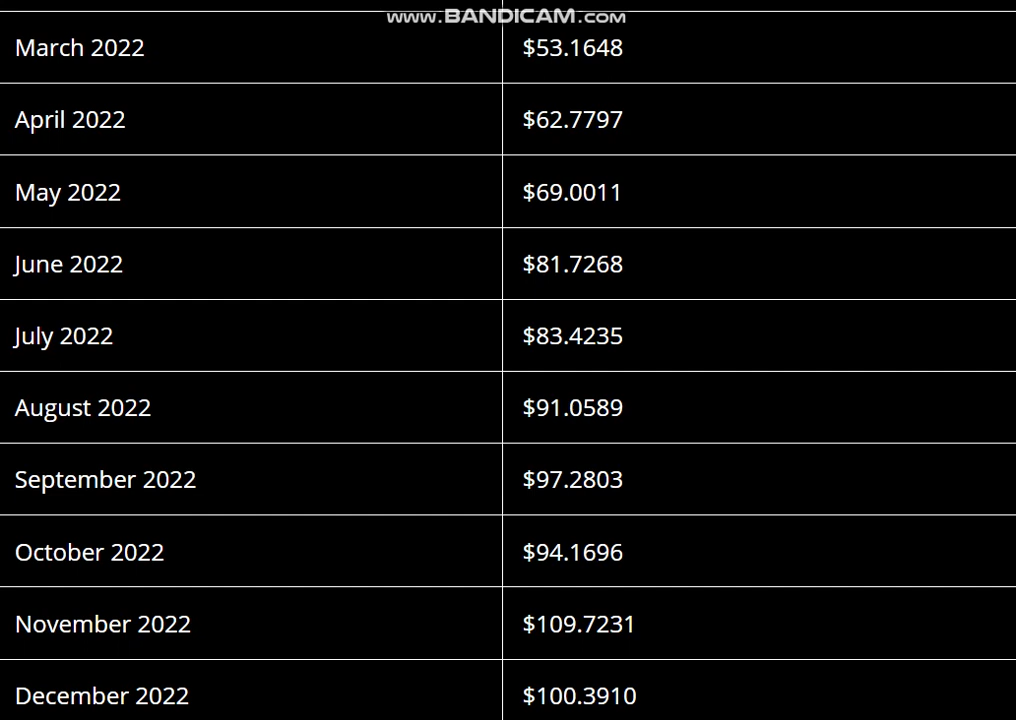 www.BANDICAM.com
March 2022 $53.1648
April 2022 $62.7797
May 2022 $69.0011
June 2022 $81.7268
July 2022 $83.4235
August 2022 $91.0589
September 2022 $97.2803
October 2022 $94.1696
November 2022 $109.7231
December 2022 $100.3910